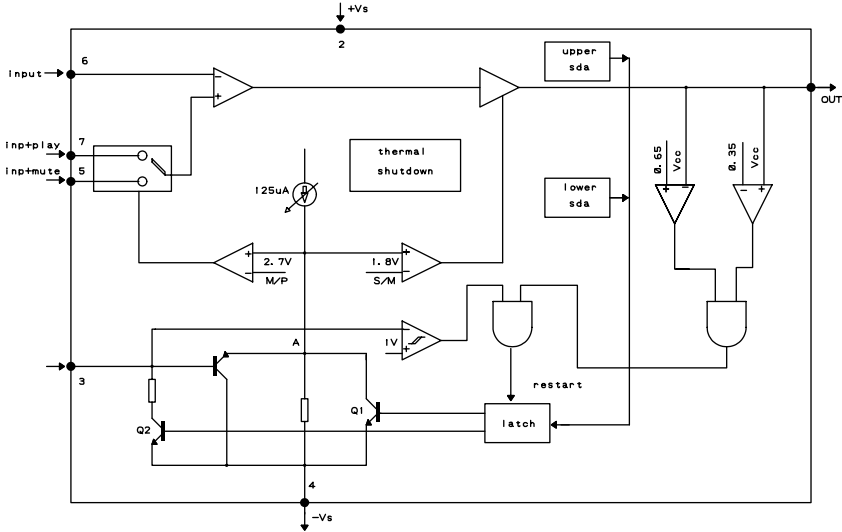 +Vs
2
6
input
upper
sda
OUT
7
inp+play
5
inp+mute
thermal
shutdown
0.65
Vcc
0.35
Vcc
125uA
lower
sda
+
-
-
+
-
+
+
-
2.7V
M/P
1.8V
S/M
+
-
A
1V
-
+
3
restart
Q1
Q2
latch
4
-Vs